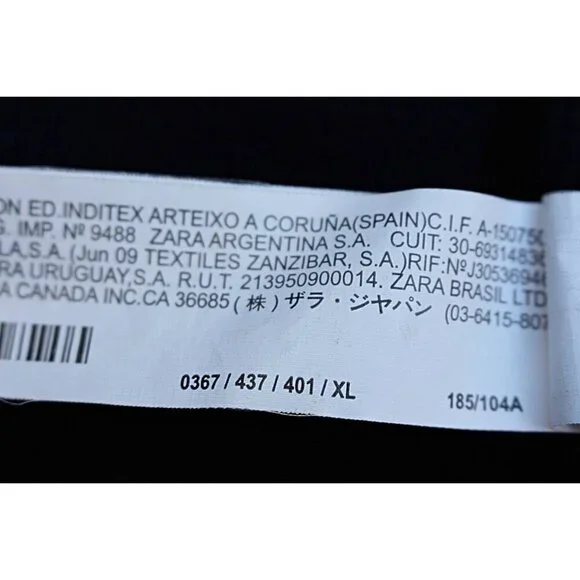 ON ED.INDITEX ARTEIXO A CORUÑA(SPAIN)C.I.F. A-15075
G. IMP. Nº 9488 ZARA ARGENTINA S.A. CUIT: 30-6931483
LA,S.A.(Jun 09 TEXTILES ZANZIBAR, S.A.)RIF:NºJ3053694
RA URUGUAY,S.A. R.U.T. 213950900014. ZARA BRASIL LTD
A CANADA INC.CA 36685(株)ザラ・ジャパン (03-6415-807
0367 / 437 / 401 / XL
185/104A